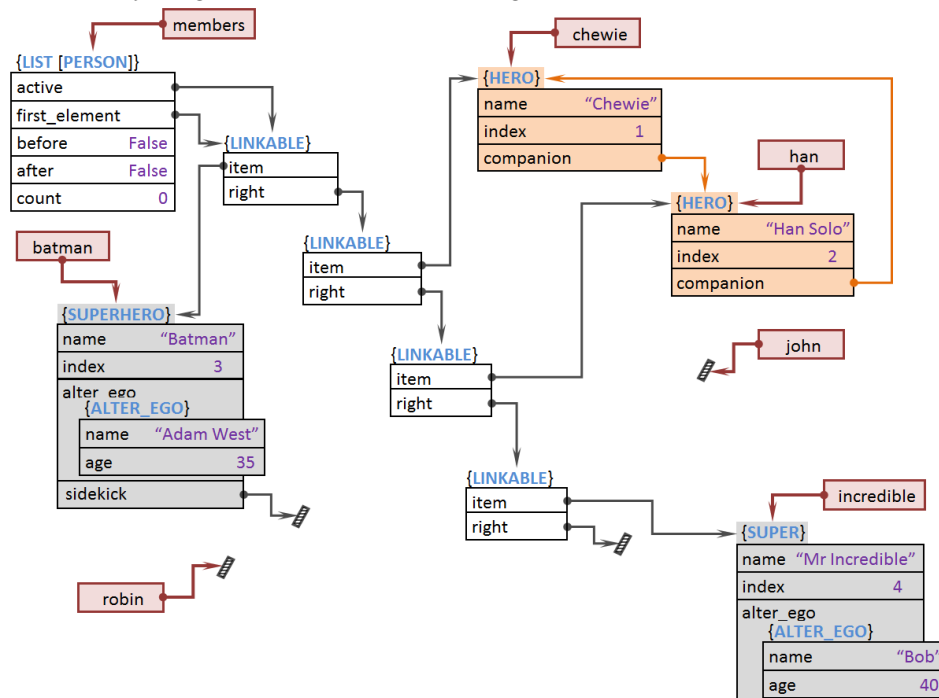 members
{LIST [PERSON]}
active
first_element
before False
after False
count 0
{LINKABLE}
item
right
{LINKABLE}
item
right
{LINKABLE}
item
right
{LINKABLE}
item
right
chewie
{HERO}
name “Chewie”
index 1
companion
han
{HERO}
name “Han Solo”
index 2
companion
john
batman
{SUPERHERO}
name “Batman”
index 3
alter_ego
{ALTER_EGO}
name “Adam West”
age 35
sidekick
robin
incredible
{SUPER}
name “Mr Incredible”
index 4
alter_ego
{ALTER_EGO}
name “Bob”
age 40